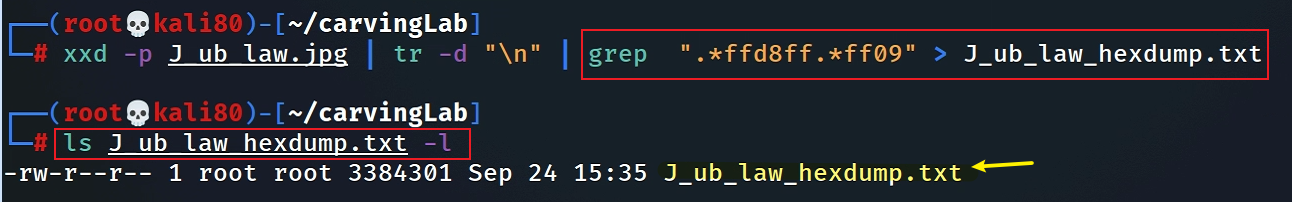 ┌──(root💀kali80)-[~/carvingLab]
└─# xxd -p J_ub_law.jpg | tr -d "\n" | grep  ".*ffd8ff.*ff09" > J_ub_law_hexdump.txt
┌──(root💀kali80)-[~/carvingLab]
└─# ls J_ub_law_hexdump.txt -l
-rw-r--r-- 1 root root 3384301 Sep 24 15:35 J_ub_law_hexdump.txt